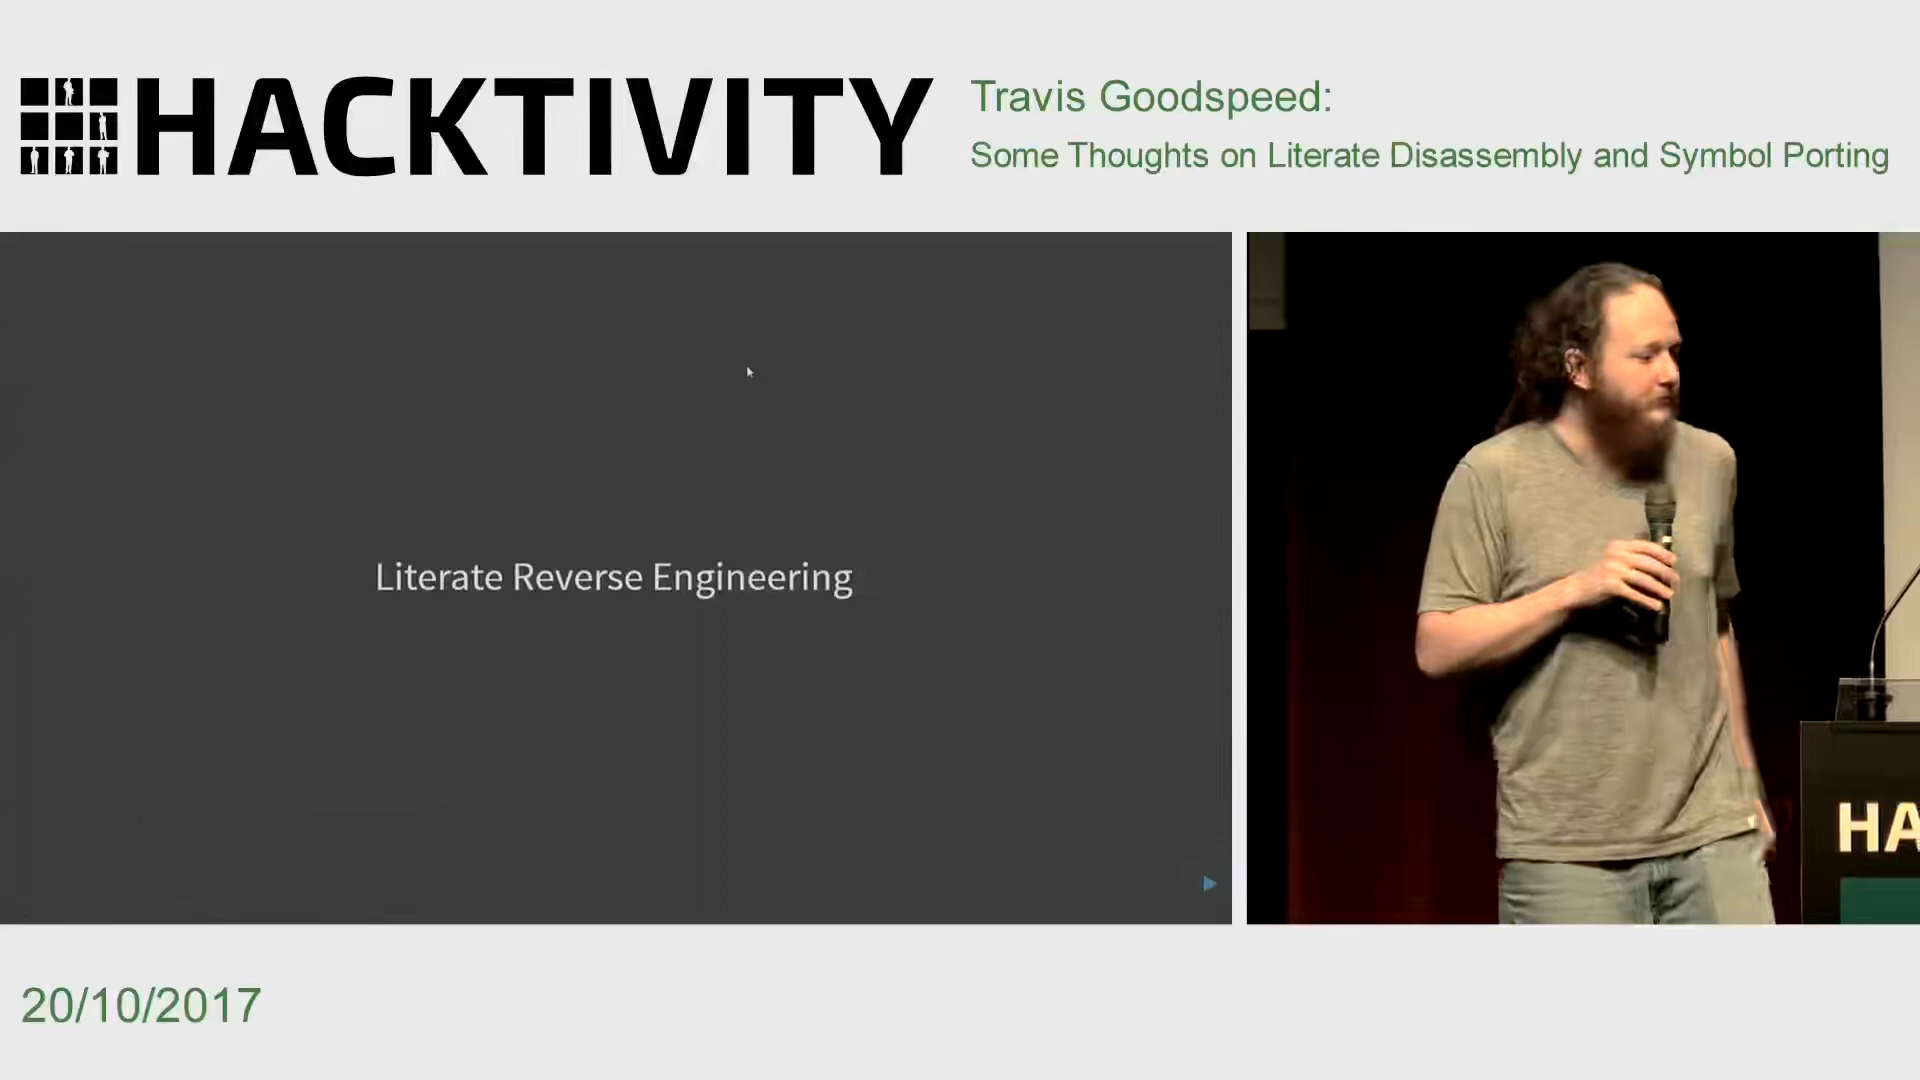 HACKTIVITY
Travis Goodspeed:
Some Thoughts on Literate Disassembly and Symbol Porting
Literate Reverse Engineering
HA
20/10/2017